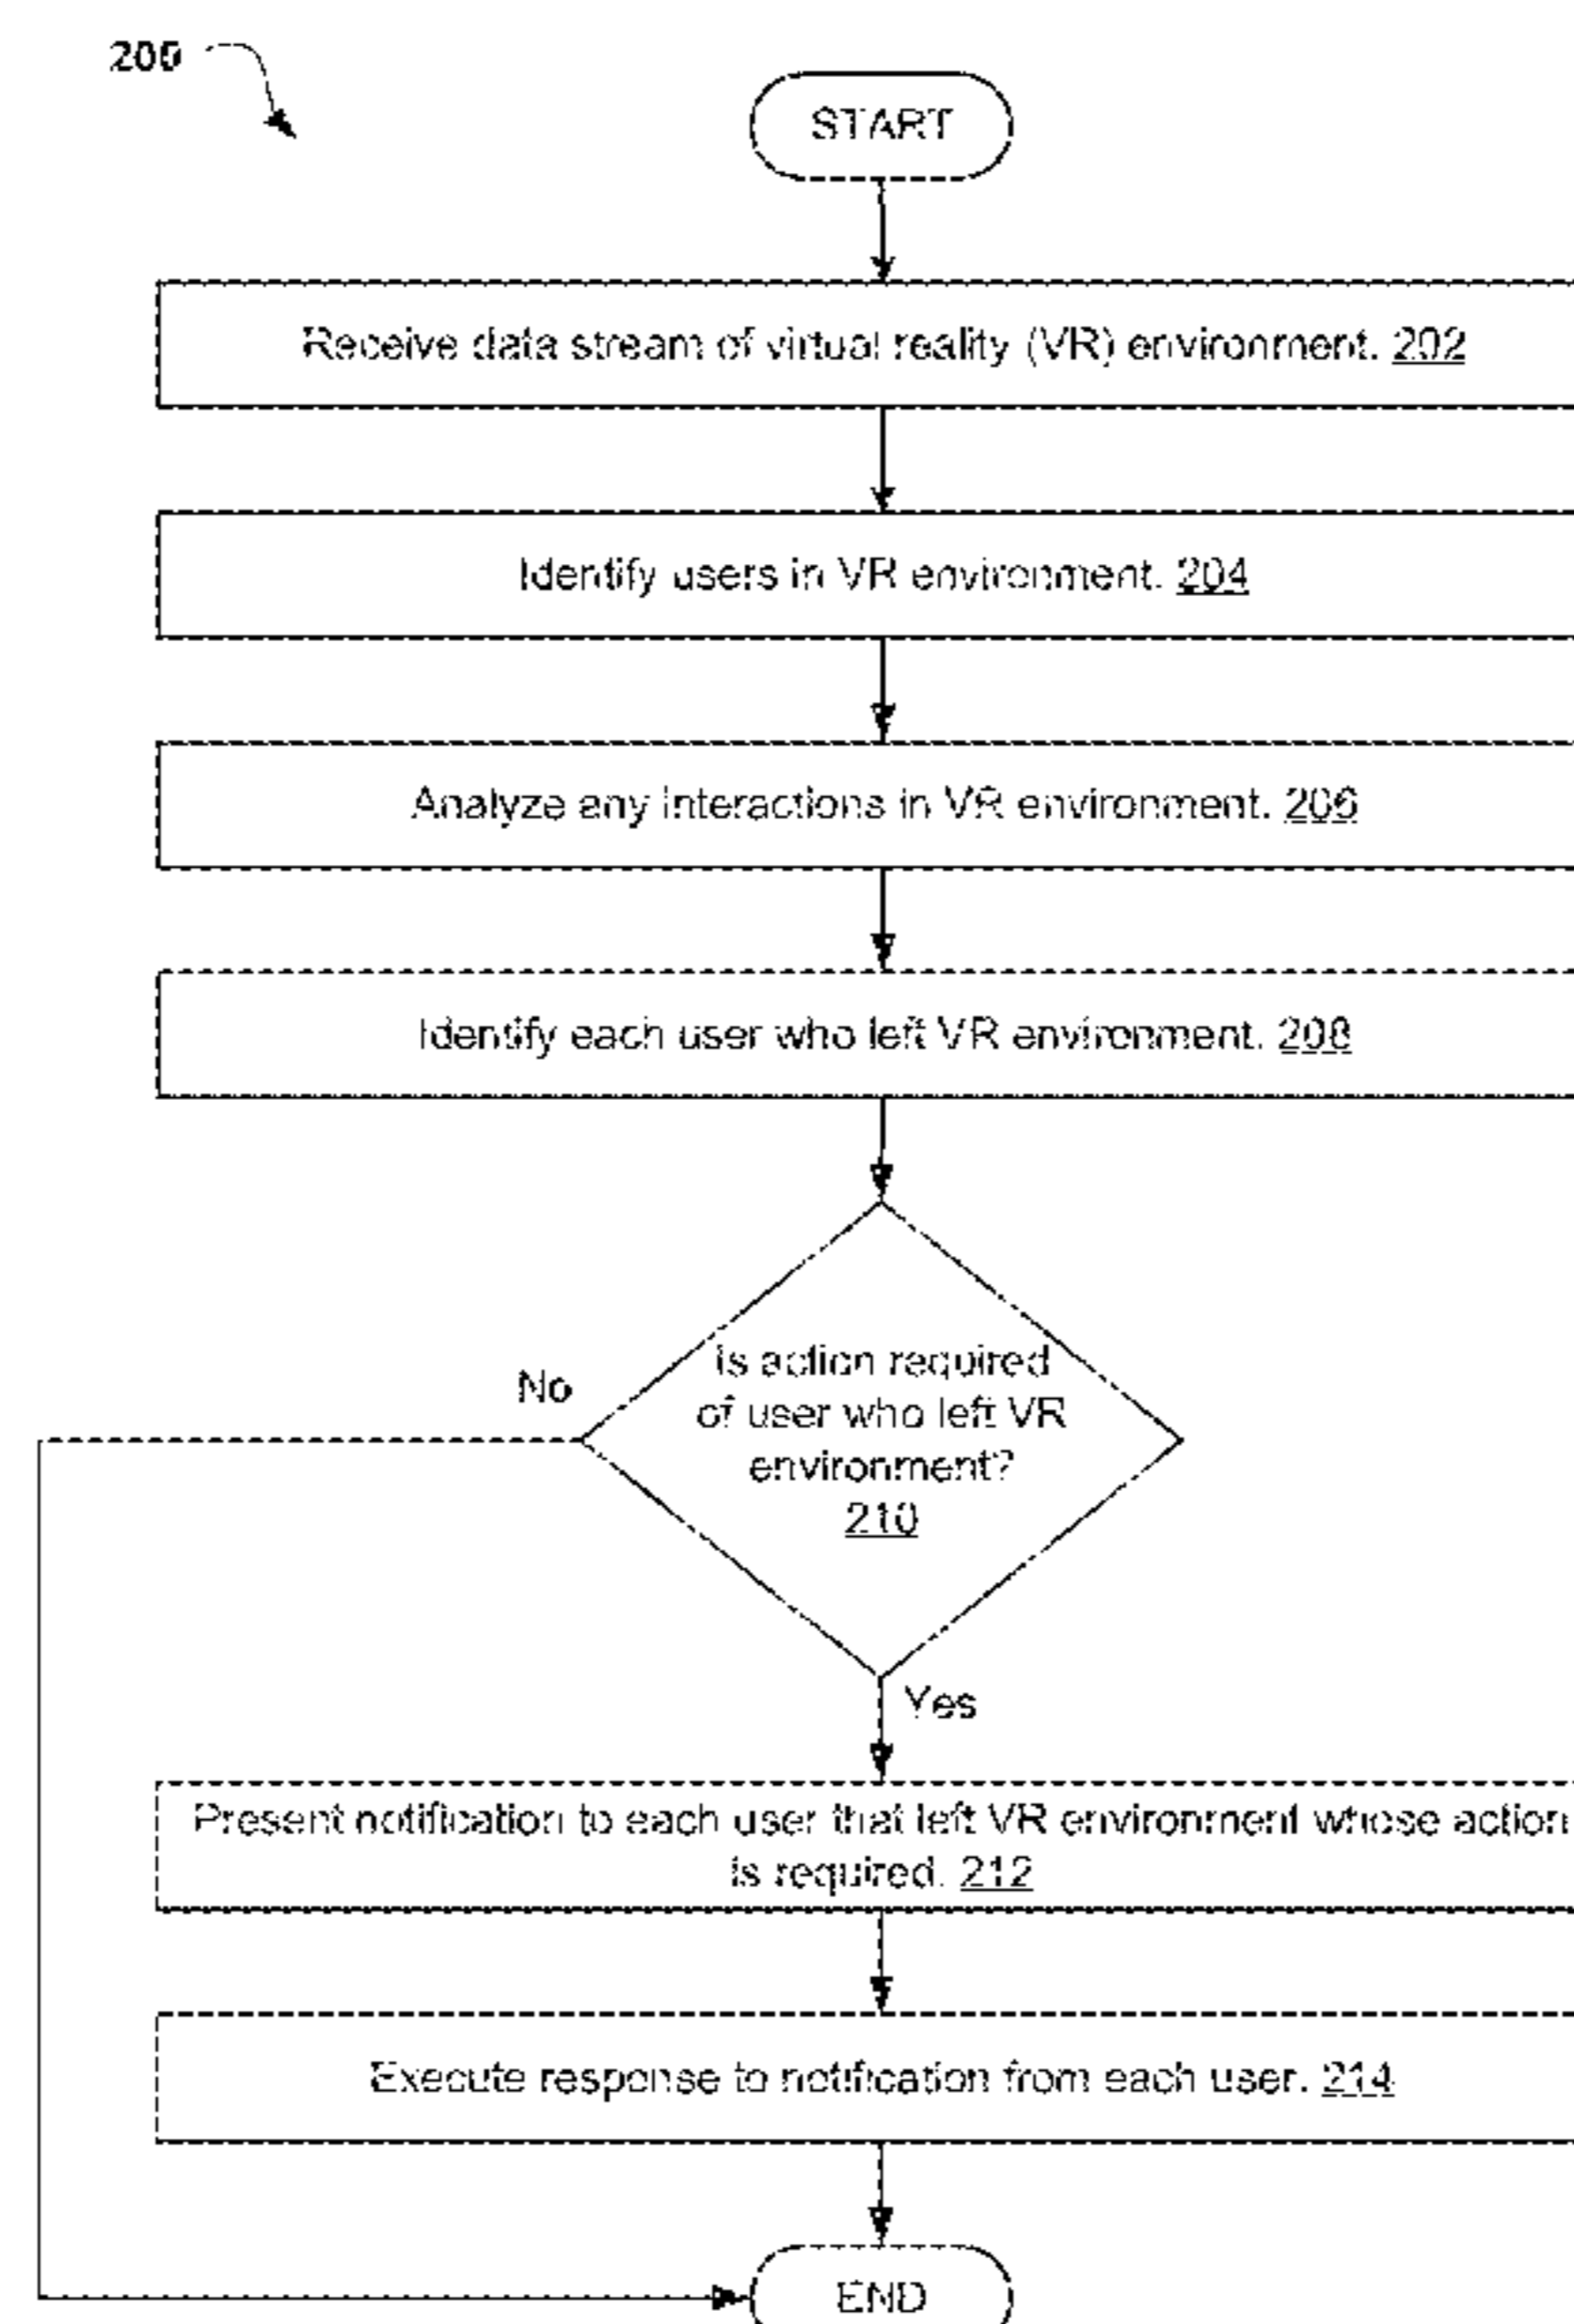 200
START
Receive data stream of virtual reality (VR) environment. 202
Identify users in VR environment. 204
Analyze any interactions in VR environment. 206
Identify each user who left VR environment. 208
Is action required
of user who left VR
environment?
210
No
Yes
Present notification to each user that left VR environment whose action
is required. 212
Execute response to notification from each user. 214
END